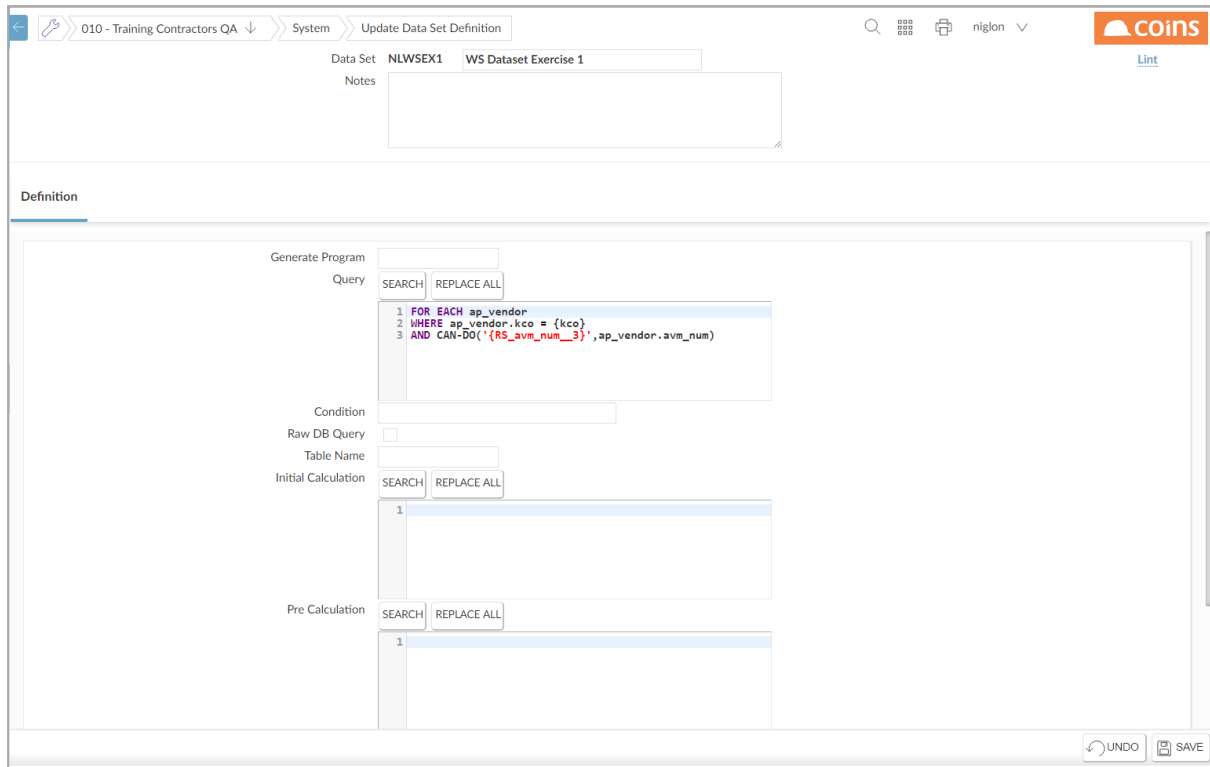 010 - Training Contractors QA System Update Data Set Definition niglon coins
Data Set NLWSEX1 WS Dataset Exercise 1 Lint
Notes
Definition
Generate Program
Query SEARCH REPLACE ALL
1 FOR EACH ap_vendor
2 WHERE ap_vendor.kco = {kco}
3 AND CAN-DO('{RS_avm_num__3}',ap_vendor.avm_num)
Condition
Raw DB Query
Table Name
Initial Calculation SEARCH REPLACE ALL
1
Pre Calculation SEARCH REPLACE ALL
1
UNDO SAVE